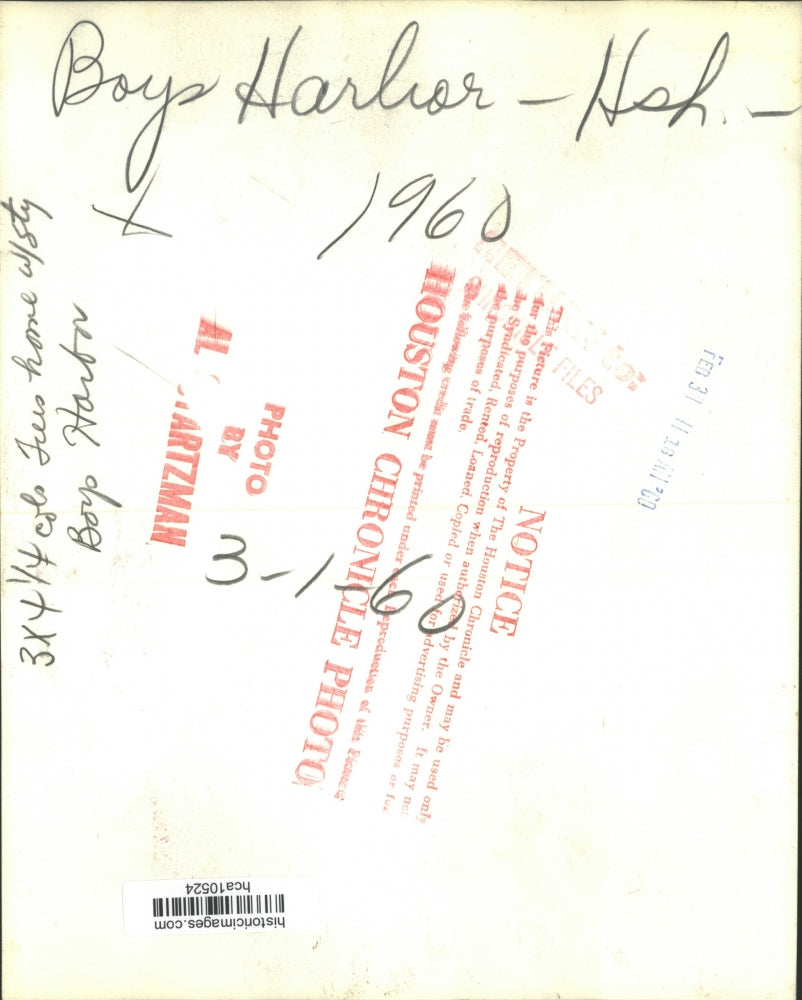 Boys Harbor - Hsh. -
1960
3 x 4 1/4 cols Tues home w/sty
Boys Harbor
PHOTO
BY
AL
ARTZMAN
3-1-60
NOTICE
This Picture is the Property of The Houston Chronicle and may be used only
for the purposes of reproduction when authorized by the Owner. It may not
be Syndicated, Rented, Loaned, Copied or used for advertising purposes or for
the purposes of trade.
The following credit must be printed under each Reproduction of this Picture
HOUSTON CHRONICLE PHOTO
FILES
historicimages.com
hca10524